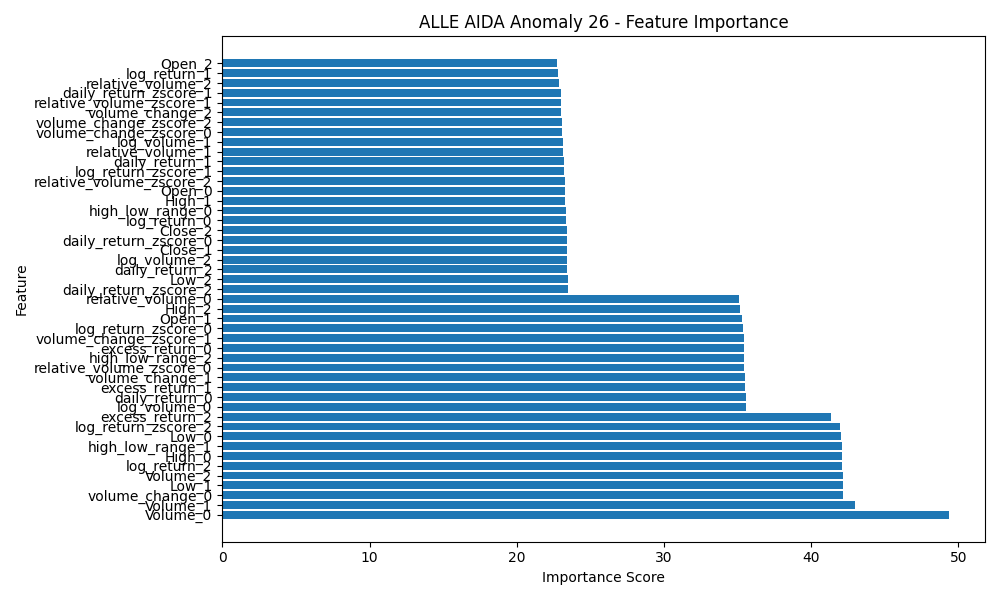 ALLE AIDA Anomaly 26 - Feature Importance
Feature
Open_2
log_return_1
relative_volume_2
daily_return_zscore_1
relative_volume_zscore_1
volume_change_2
volume_change_zscore_2
volume_change_zscore_0
log_volume_1
relative_volume_1
daily_return_1
log_return_zscore_1
relative_volume_zscore_2
Open_0
High_1
high_low_range_0
log_return_0
Close_2
daily_return_zscore_0
Close_1
log_volume_2
daily_return_2
Low_2
daily_return_zscore_2
relative_volume_0
High_2
Open_1
log_return_zscore_0
volume_change_zscore_1
excess_return_0
high_low_range_2
relative_volume_zscore_0
volume_change_1
excess_return_1
daily_return_0
log_volume_0
excess_return_2
log_return_zscore_2
Low_0
high_low_range_1
High_0
log_return_2
Volume_2
Low_1
volume_change_0
Volume_1
Volume_0
0 10 20 30 40 50
Importance Score